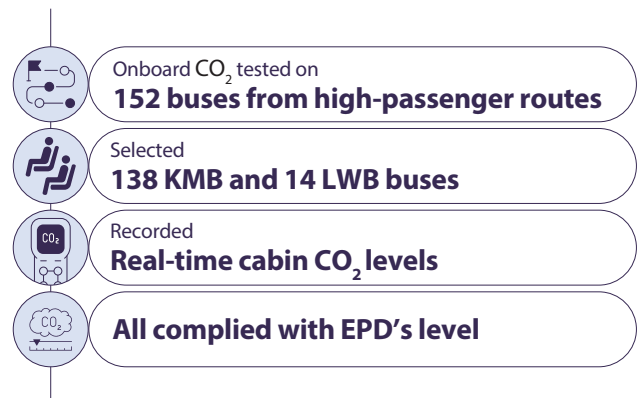 Onboard CO₂ tested on
152 buses from high-passenger routes
Selected
138 KMB and 14 LWB buses
CO₂
Recorded
Real-time cabin CO₂ levels
CO₂
All complied with EPD's level